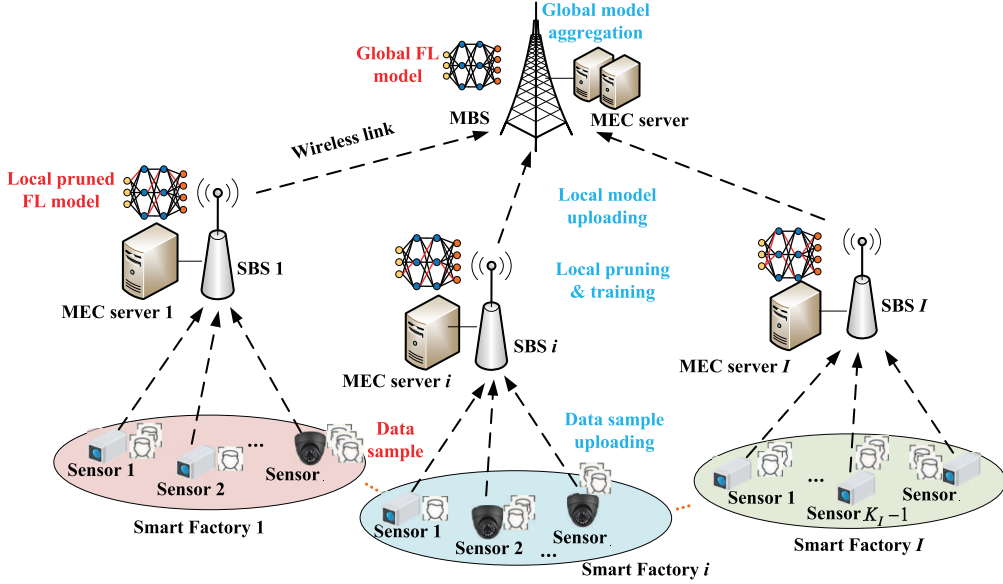 Global model
aggregation
Global FL
model
MBS
MEC server
Wireless link
Local pruned
FL model
SBS 1
MEC server 1
Local model
uploading
Local pruning
& training
SBS i
MEC server i
SBS I
MEC server I
Data
sample
Data sample
uploading
Sensor 1
Sensor 2
...
Sensor
Smart Factory 1
Sensor 1
Sensor 2
...
Sensor
Smart Factory i
Sensor 1
...
Sensor K_I −1
Sensor
Smart Factory I